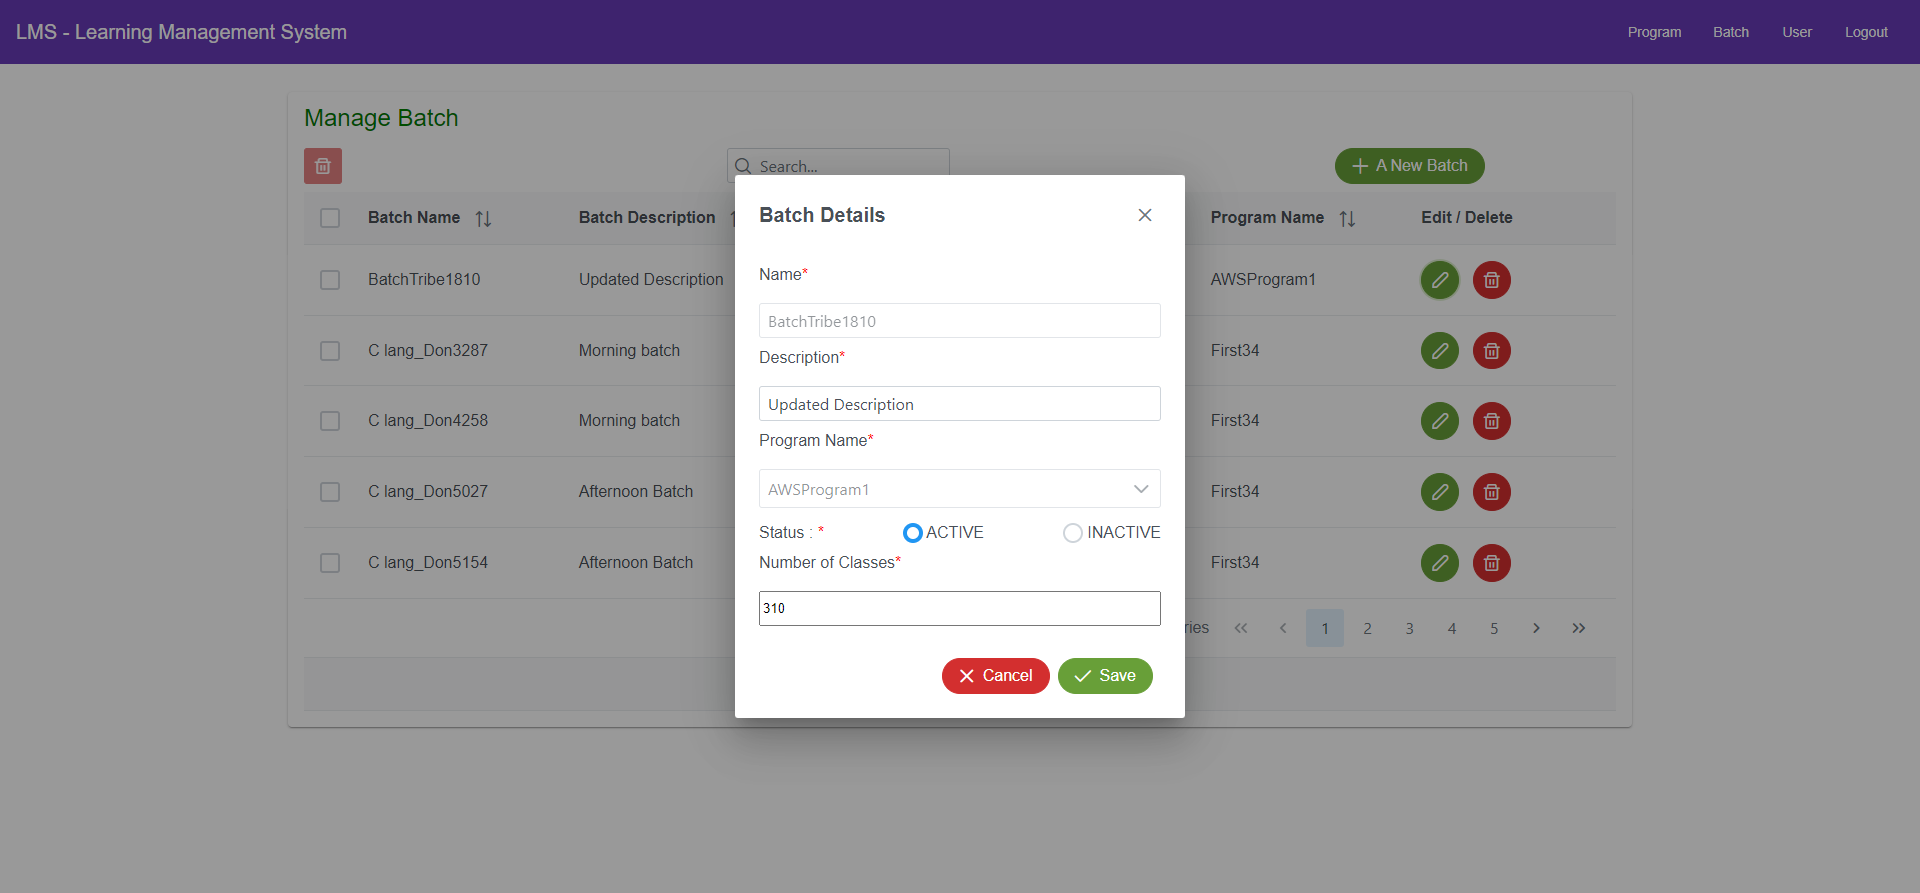 LMS - Learning Management System
Program Batch User Logout
Manage Batch
Search...
A New Batch
Batch Name Batch Description Program Name Edit / Delete
BatchTribe1810 Updated Description AWSProgram1
C lang_Don3287 Morning batch First34
C lang_Don4258 Morning batch First34
C lang_Don5027 Afternoon Batch First34
C lang_Don5154 Afternoon Batch First34
1 2 3 4 5
Batch Details
Name*
BatchTribe1810
Description*
Updated Description
Program Name*
AWSProgram1
Status : * ACTIVE INACTIVE
Number of Classes*
310
Cancel Save